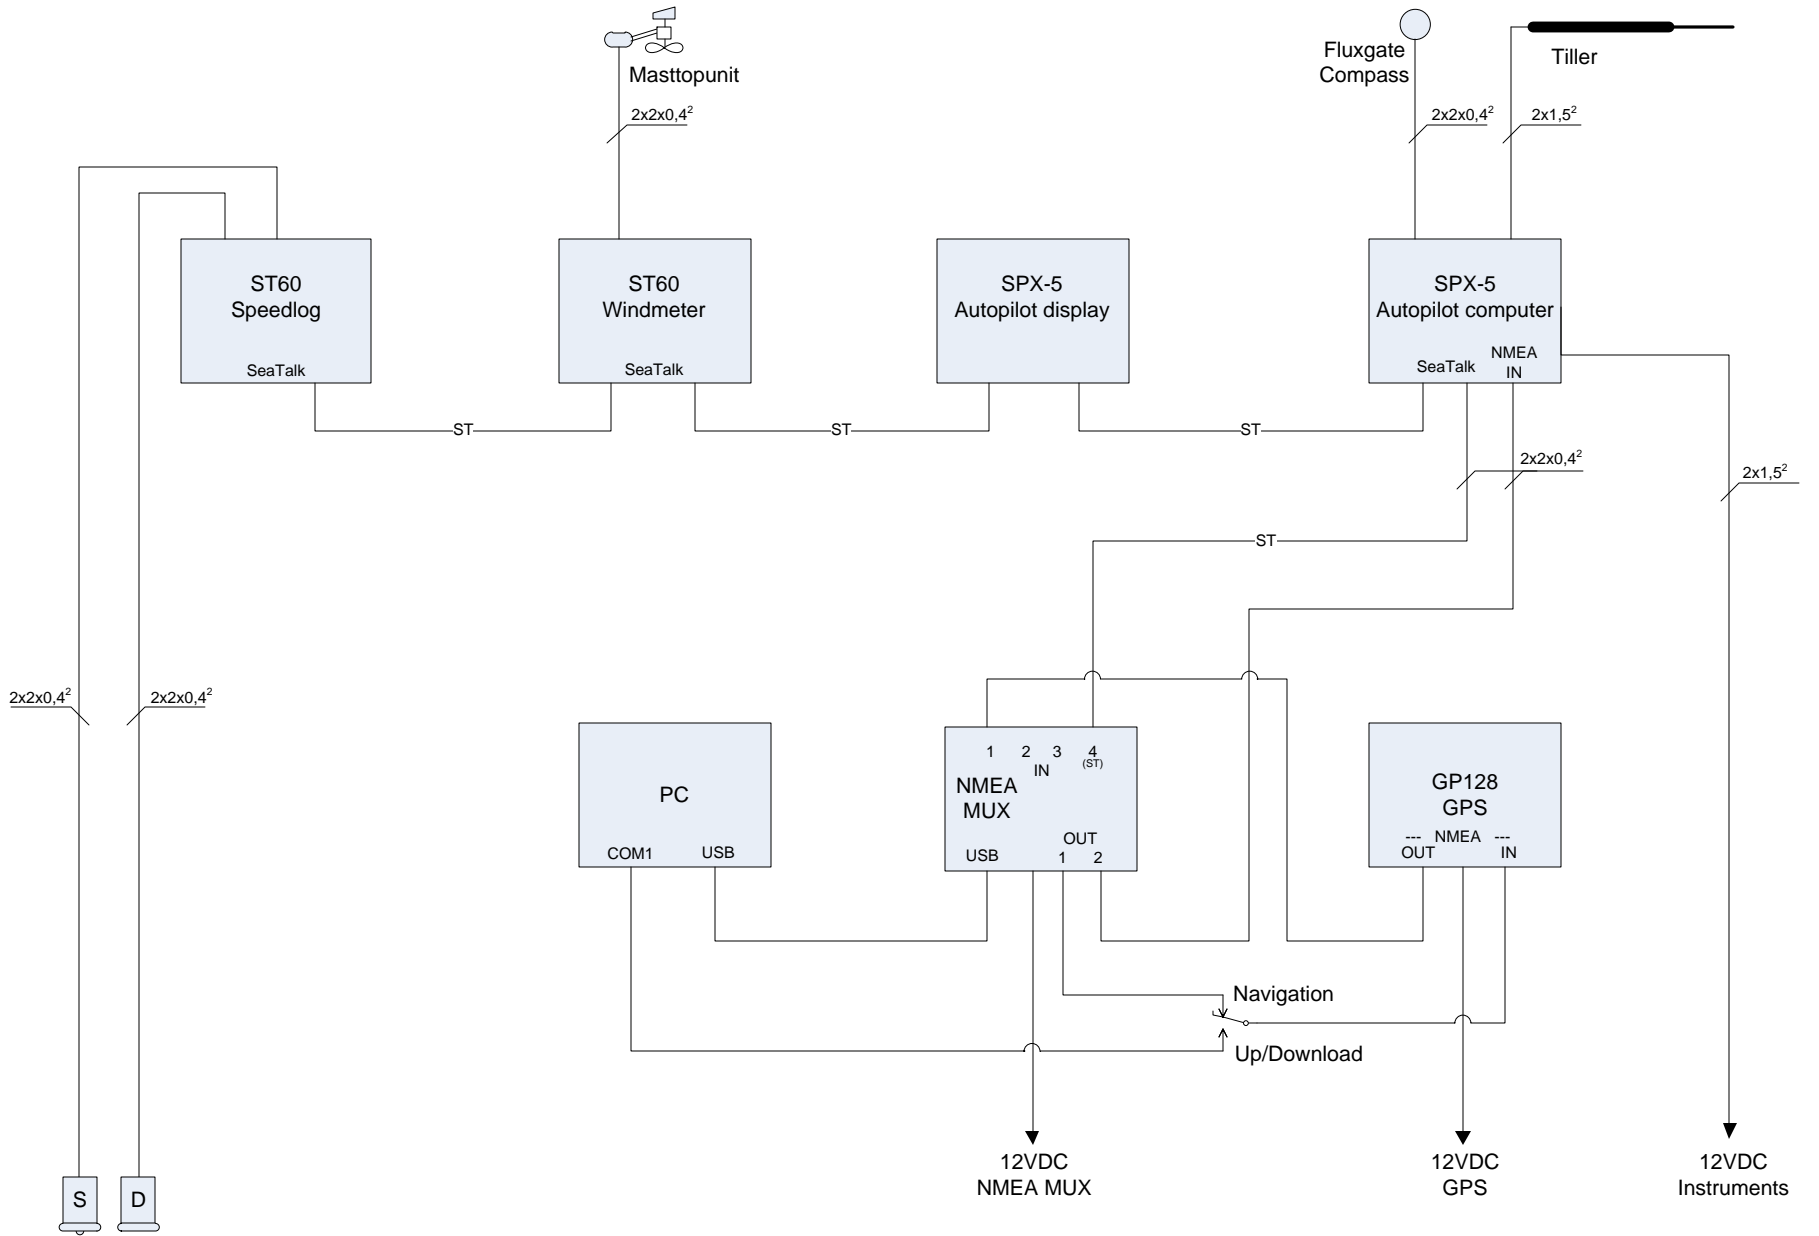 Masttopunit
Fluxgate
Compass
Tiller
2x2x0,4²
2x2x0,4²
2x1,5²
ST60
Speedlog
SeaTalk
ST60
Windmeter
SeaTalk
SPX-5
Autopilot display
SPX-5
Autopilot computer
SeaTalk
NMEA
IN
ST
ST
ST
2x2x0,4²
2x1,5²
ST
2x2x0,4²
2x2x0,4²
PC
COM1
USB
1 2 3 4
IN
(ST)
NMEA
MUX
OUT
USB
1 2
GP128
GPS
--- NMEA ---
OUT
IN
Navigation
Up/Download
12VDC
NMEA MUX
12VDC
GPS
12VDC
Instruments
S
D